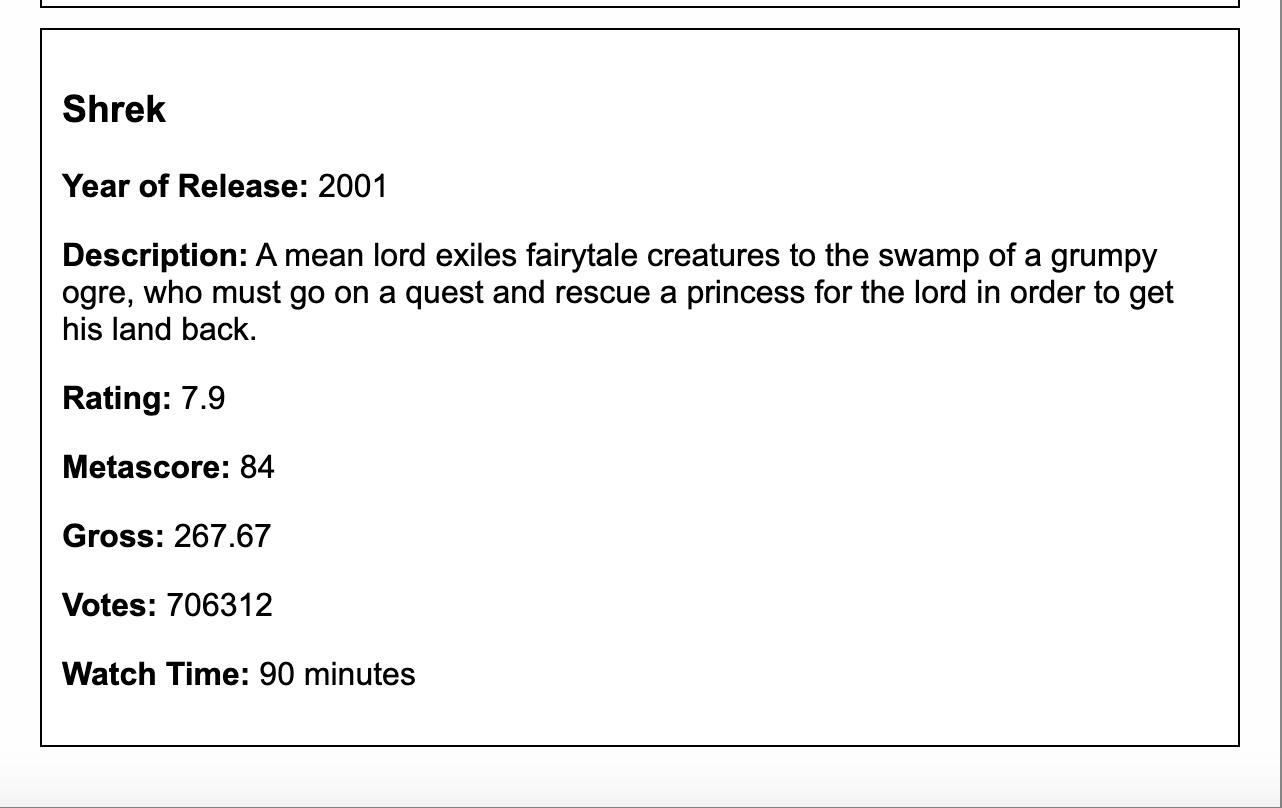 Shrek
Year of Release: 2001
Description: A mean lord exiles fairytale creatures to the swamp of a grumpy
ogre, who must go on a quest and rescue a princess for the lord in order to get
his land back.
Rating: 7.9
Metascore: 84
Gross: 267.67
Votes: 706312
Watch Time: 90 minutes